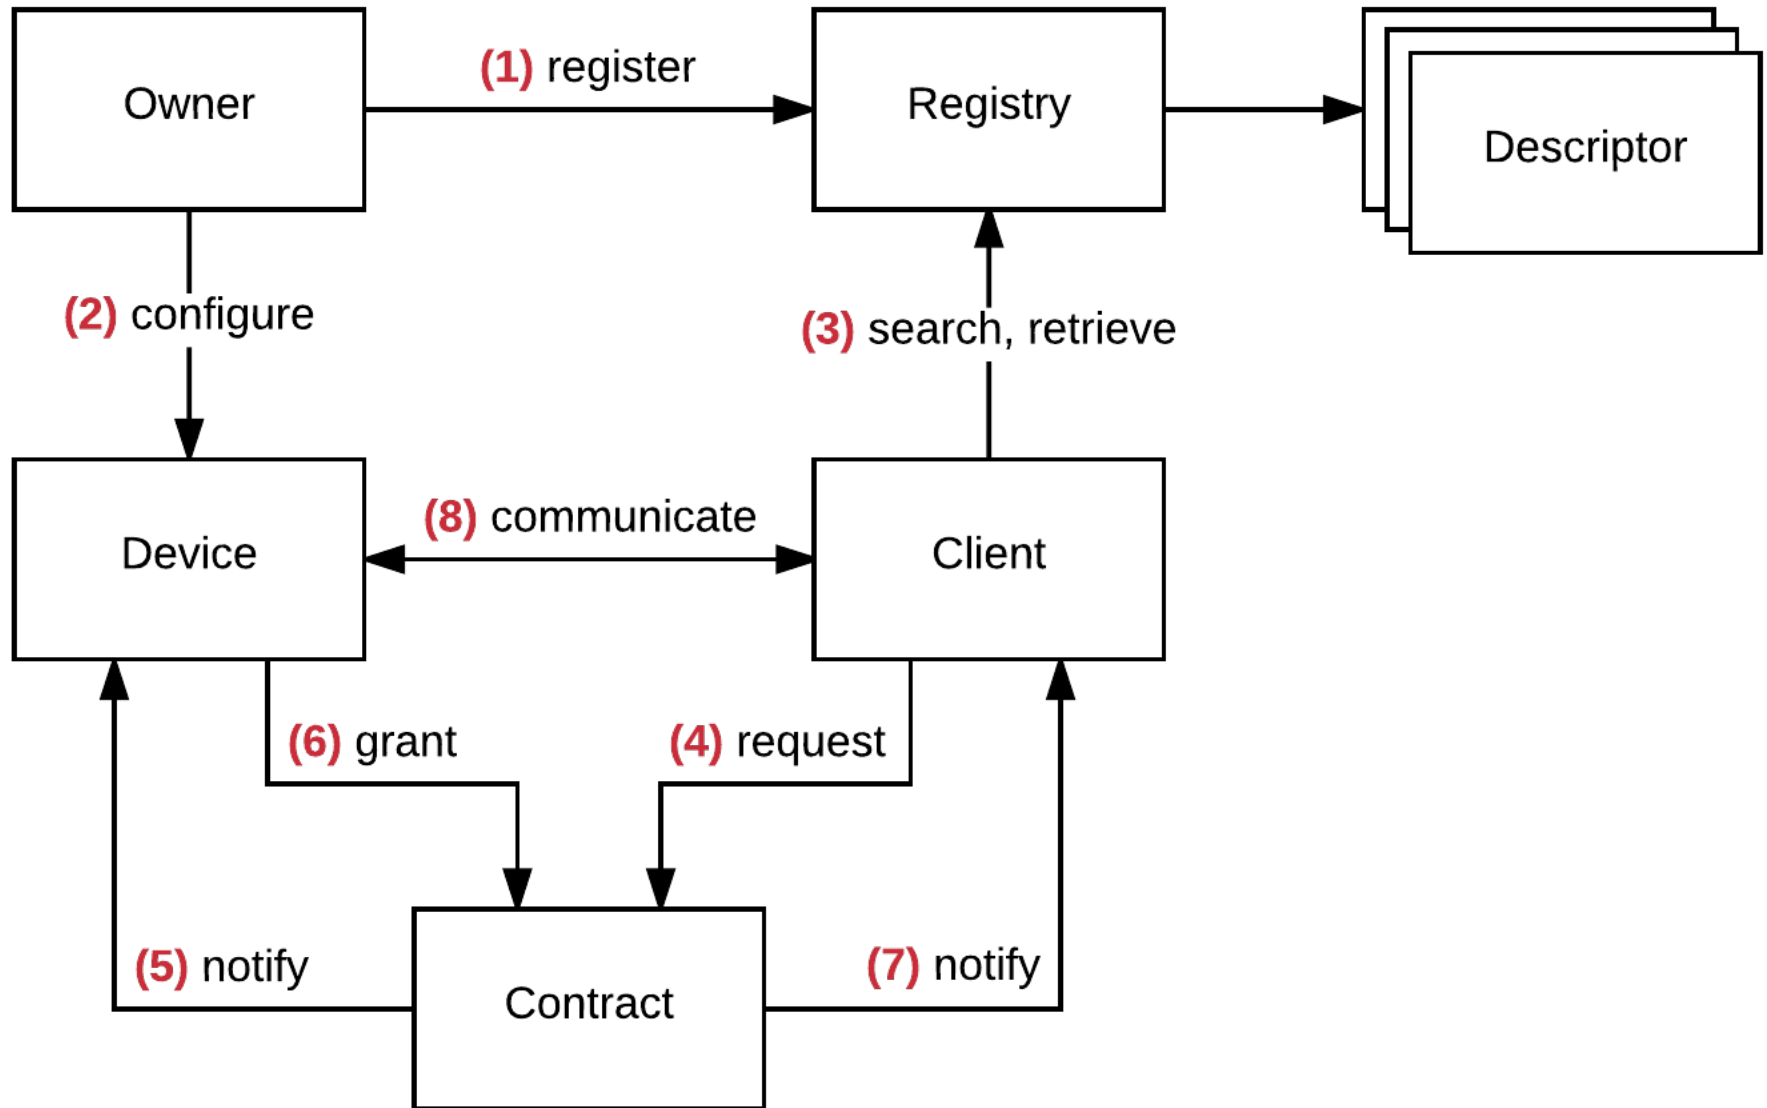 (1) register
Owner
Registry
Descriptor
(2) configure
(3) search, retrieve
(8) communicate
Device
Client
(6) grant
(4) request
(5) notify
(7) notify
Contract